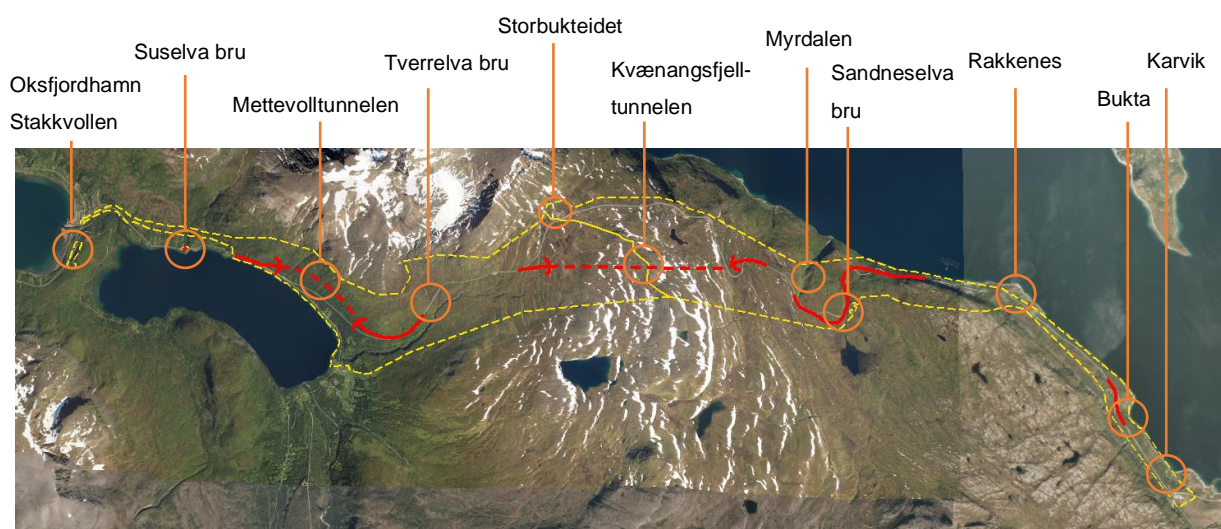 Oksfjordhamn
Stakkvollen
Suselva bru
Mettevolltunnelen
Tverrelva bru
Storbukteidet
Kvænangsfjell-
tunnelen
Myrdalen
Sandneselva
bru
Rakkenes
Bukta
Karvik